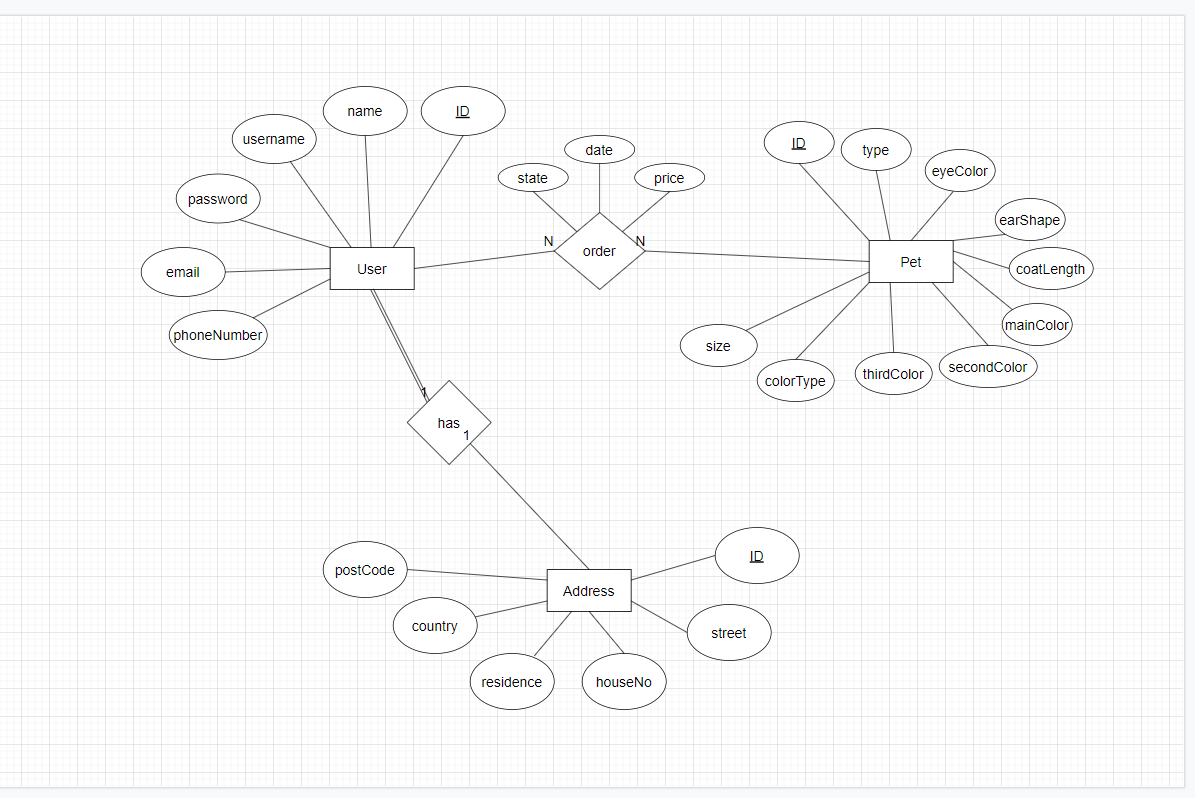 name
ID
username
password
email
phoneNumber
User
state
date
price
N
order
N
ID
type
eyeColor
earShape
coatLength
mainColor
secondColor
thirdColor
colorType
size
Pet
1
has
1
Address
postCode
country
residence
houseNo
street
ID